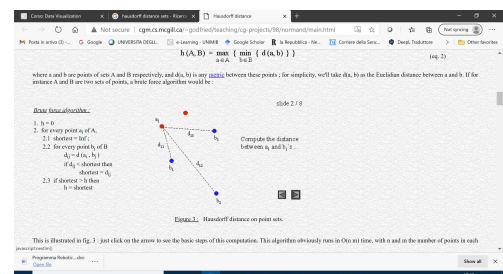 Corso: Data Visualization
hausdorff distance sets - Ricerc
Hausdorff distance
Not secure | cgm.cs.mcgill.ca/~godfried/teaching/cg-projects/98/normand/main.html
Not syncing
Posta in arrivo (3) -...
Google
UNIVERSITA DEGLI...
e-Learning - UNIMIB
Google Scholar
la Repubblica - Ne...
Corriere della Sera:...
DeepL Traduttore
Other favorites
h (A, B) = max { min { d (a, b) } }
a∈A b∈B
(eq. 2)
where a and b are points of sets A and B respectively, and d(a, b) is any metric between these points ; for simplicity, we'll take d(a, b) as the Euclidian distance between a and b. If for
instance A and B are two sets of points, a brute force algorithm would be :
Brute force algorithm :
1. h = 0
2. for every point aᵢ of A,
2.1 shortest = Inf ;
2.2 for every point bⱼ of B
dᵢⱼ = d (aᵢ , bⱼ )
if dᵢⱼ < shortest then
shortest = dᵢⱼ
2.3 if shortest > h then
h = shortest
slide 2 / 8
a₁
b₃
d₁₃
Compute the distance
between a₁ and bⱼ's ...
d₁₁
d₁₂
b₁
b₂
Figure 3 : Hausdorff distance on point sets.
This is illustrated in fig. 3 : just click on the arrow to see the basic steps of this computation. This algorithm obviously runs in O(n m) time, with n and m the number of points in each
javascript:nextIm()
Programma Robotic...doc
Open file
Show all